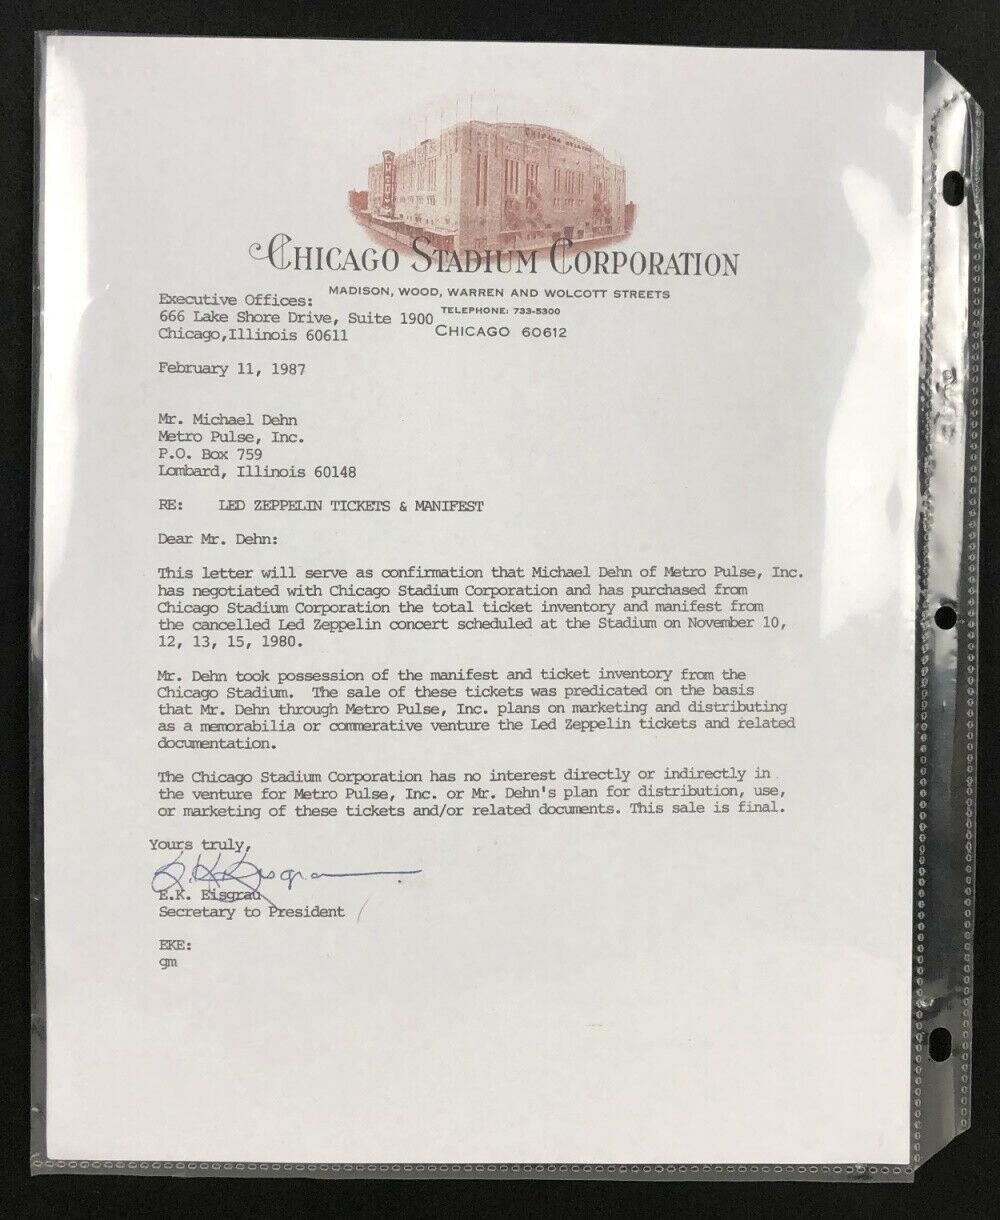 CHICAGO STADIUM CORPORATION
MADISON, WOOD, WARREN AND WOLCOTT STREETS
TELEPHONE: 733-5300
CHICAGO 60612
Executive Offices:
666 Lake Shore Drive, Suite 1900
Chicago,Illinois 60611
February 11, 1987
Mr. Michael Dehn
Metro Pulse, Inc.
P.O. Box 759
Lombard, Illinois 60148
RE: LED ZEPPELIN TICKETS & MANIFEST
Dear Mr. Dehn:
This letter will serve as confirmation that Michael Dehn of Metro Pulse, Inc.
has negotiated with Chicago Stadium Corporation and has purchased from
Chicago Stadium Corporation the total ticket inventory and manifest from
the cancelled Led Zeppelin concert scheduled at the Stadium on November 10,
12, 13, 15, 1980.
Mr. Dehn took possession of the manifest and ticket inventory from the
Chicago Stadium. The sale of these tickets was predicated on the basis
that Mr. Dehn through Metro Pulse, Inc. plans on marketing and distributing
as a memorabilia or commerative venture the Led Zeppelin tickets and related
documentation.
The Chicago Stadium Corporation has no interest directly or indirectly in
the venture for Metro Pulse, Inc. or Mr. Dehn's plan for distribution, use,
or marketing of these tickets and/or related documents. This sale is final.
Yours truly,
E.K. Eisgrau
Secretary to President
EKE:
gm